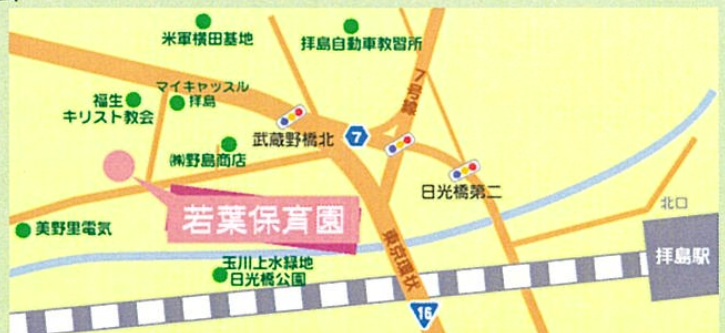 米軍横田基地
拝島自動車教習所
7号線
マイキャッスル
拝島
福生
キリスト教会
武蔵野橋北
7
㈱野島商店
日光橋第二
北口
若葉保育園
美野里電気
東京環状
拝島駅
玉川上水緑地
日光橋公園
16